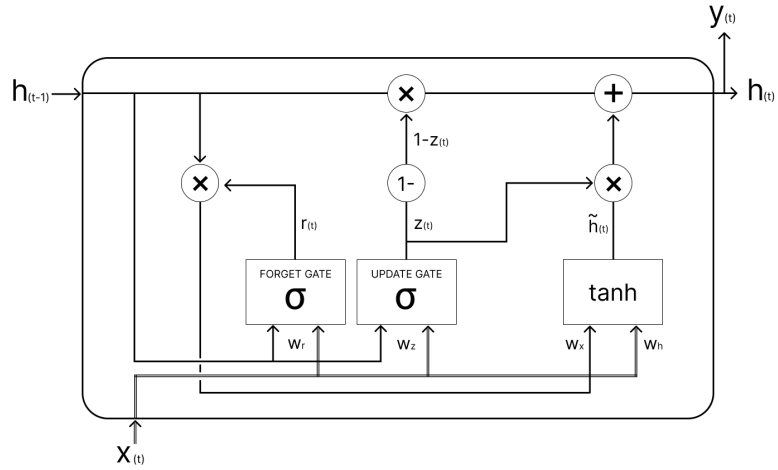 y(t)
h(t-1)
×
+
h(t)
1-z(t)
×
1-
×
r(t)
z(t)
h̃(t)
FORGET GATE
σ
UPDATE GATE
σ
tanh
wr
wz
wx
wh
x(t)